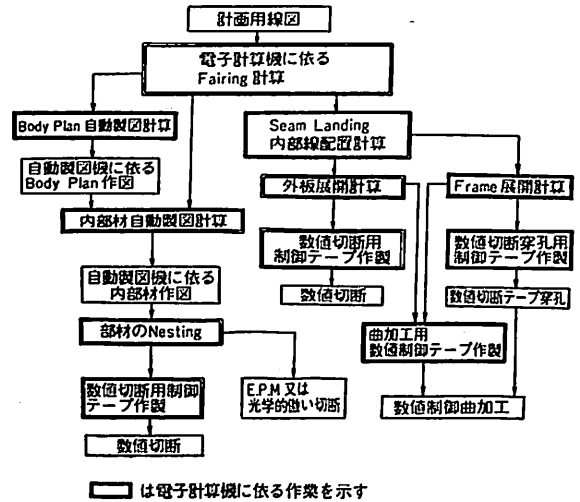 計画用線図
電子計算機に依る
Fairing 計算
Body Plan 自動製図計算
自動製図機に依る
Body Plan 作図
内部材自動製図計算
自動製図機に依る
内部材作図
部材のNesting
数値切断用制御
テープ作製
数値切断
E.P.M 又は
光学的倣い切断
Seam Landing
内部線配置計算
外板展開計算
数値切断用
制御テープ作製
数値切断
Frame 展開計算
数値切断穿孔用
制御テープ作製
数値切断テープ穿孔
曲加工用
数値制御テープ作製
数値制御曲加工
は電子計算機に依る作業を示す